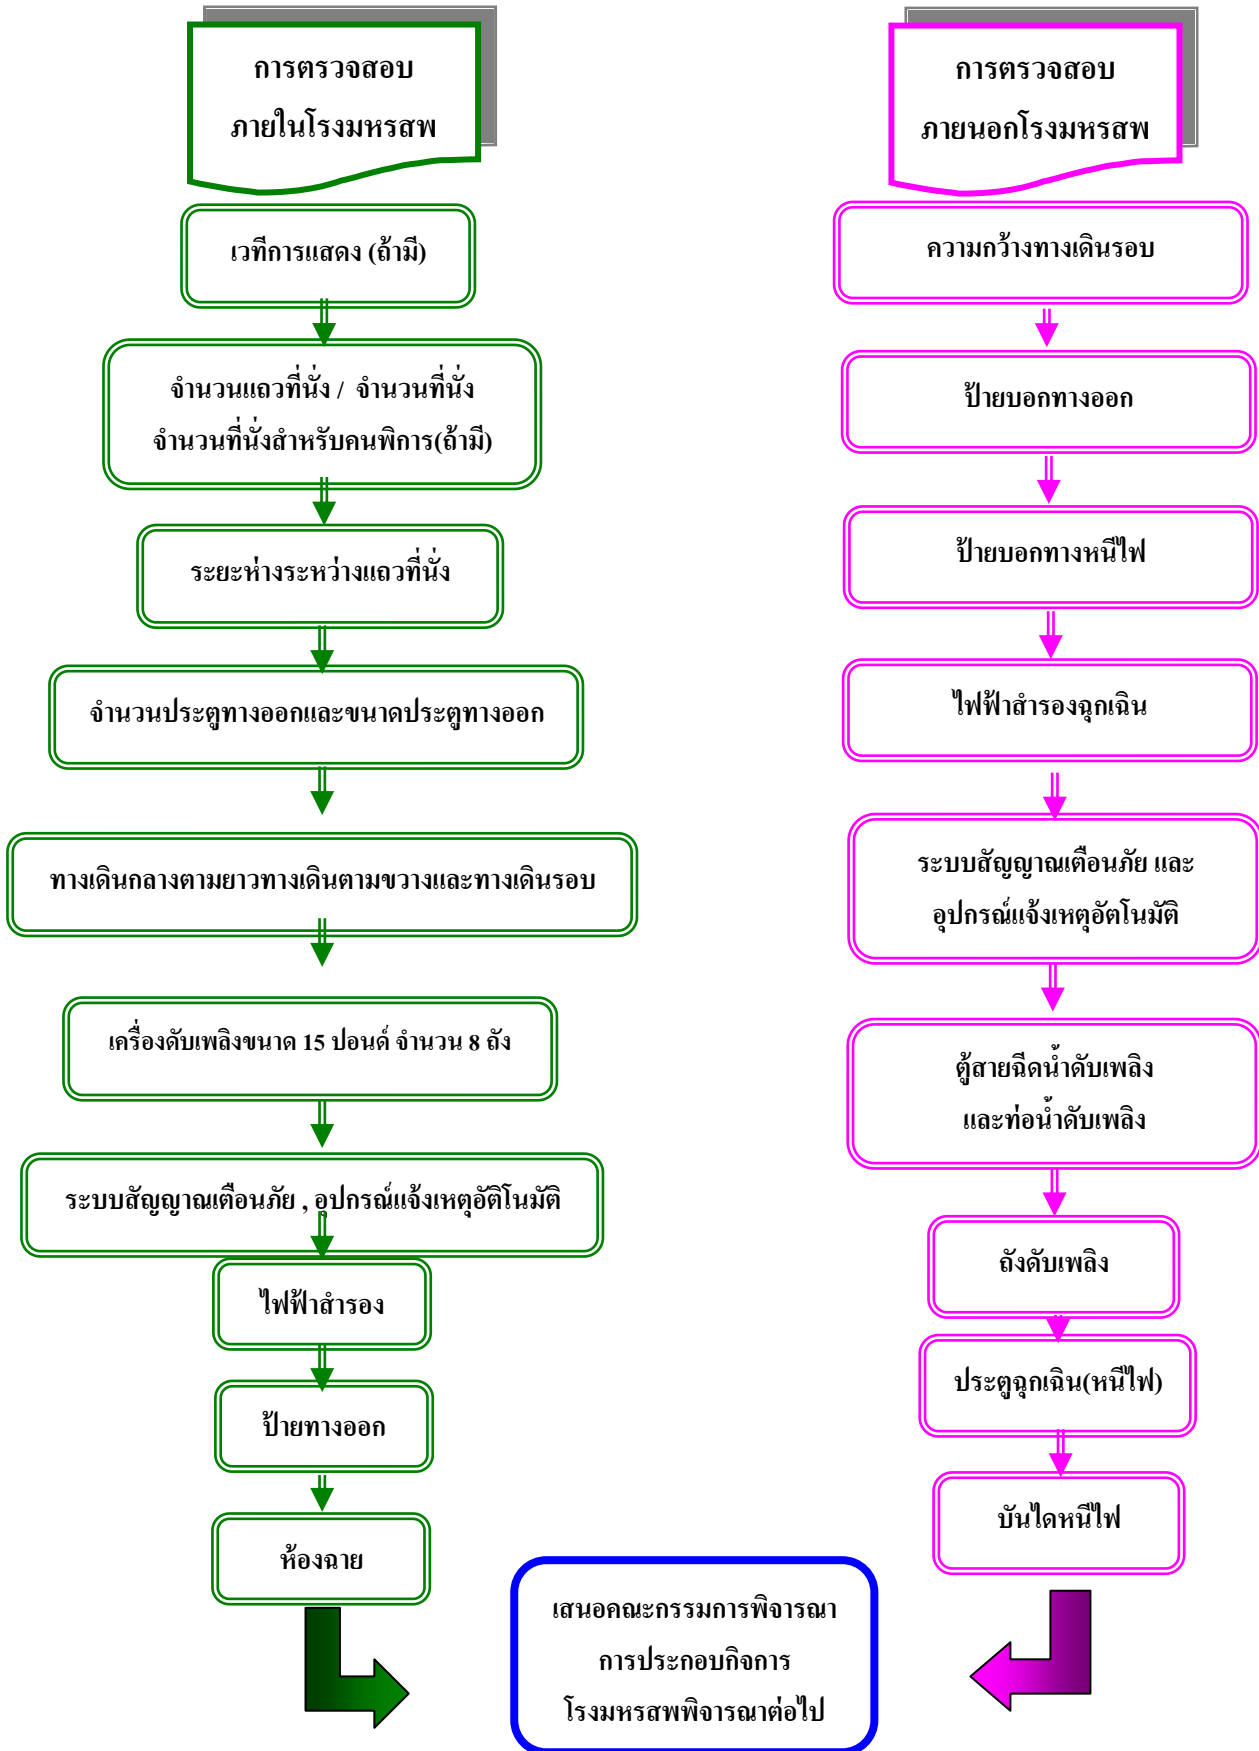 การตรวจสอบ
ภายในโรงมหรสพ
เวทีการแสดง (ถ้ามี)
จำนวนแถวที่นั่ง / จำนวนที่นั่ง
จำนวนที่นั่งสำหรับคนพิการ(ถ้ามี)
ระยะห่างระหว่างแถวที่นั่ง
จำนวนประตูทางออกและขนาดประตูทางออก
ทางเดินกลางตามยาวทางเดินตามขวางและทางเดินรอบ
เครื่องดับเพลิงขนาด 15 ปอนด์ จำนวน 8 ถัง
ระบบสัญญาณเตือนภัย , อุปกรณ์แจ้งเหตุอัติโนมัติ
ไฟฟ้าสำรอง
ป้ายทางออก
ห้องฉาย
การตรวจสอบ
ภายนอกโรงมหรสพ
ความกว้างทางเดินรอบ
ป้ายบอกทางออก
ป้ายบอกทางหนีไฟ
ไฟฟ้าสำรองฉุกเฉิน
ระบบสัญญาณเตือนภัย และ
อุปกรณ์แจ้งเหตุอัตโนมัติ
ตู้สายฉีดน้ำดับเพลิง
และท่อน้ำดับเพลิง
ถังดับเพลิง
ประตูฉุกเฉิน(หนีไฟ)
บันไดหนีไฟ
เสนอคณะกรรมการพิจารณา
การประกอบกิจการ
โรงมหรสพพิจารณาต่อไป